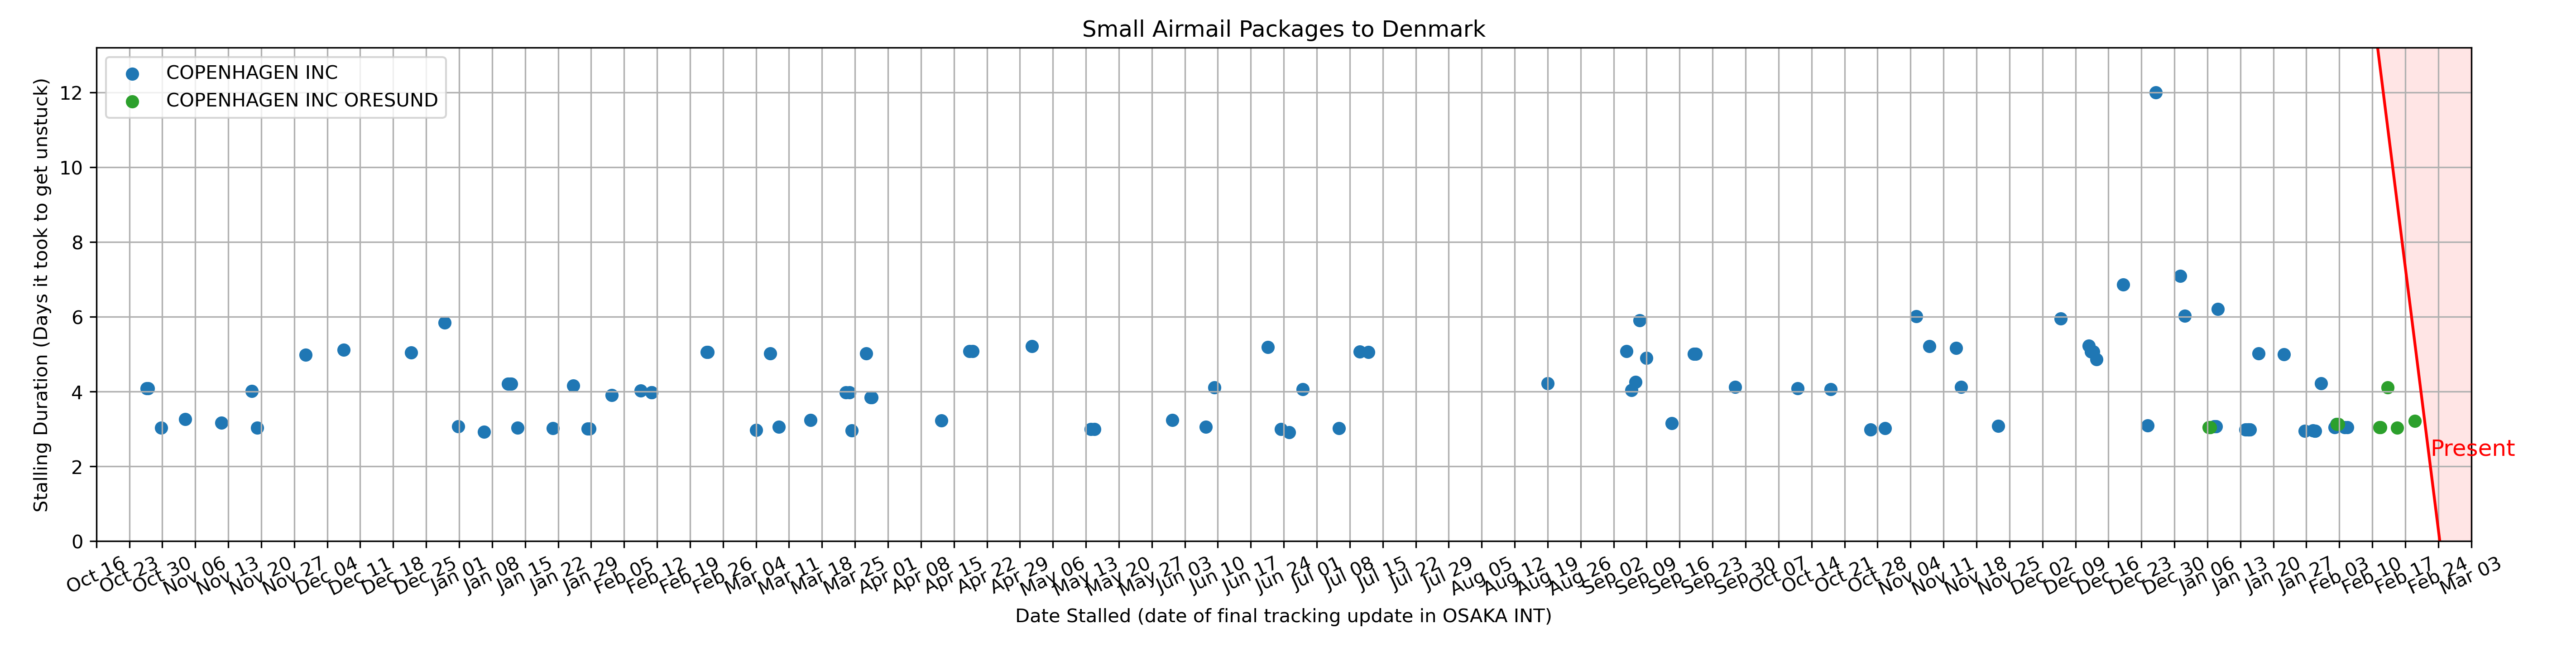 Small Airmail Packages to Denmark
COPENHAGEN INC
COPENHAGEN INC ORESUND
Stalling Duration (Days it took to get unstuck)
12
10
8
6
4
2
0
Present
Oct 16
Oct 23
Oct 30
Nov 06
Nov 13
Nov 20
Nov 27
Dec 04
Dec 11
Dec 18
Dec 25
Jan 01
Jan 08
Jan 15
Jan 22
Jan 29
Feb 05
Feb 12
Feb 19
Feb 26
Mar 04
Mar 11
Mar 18
Mar 25
Apr 01
Apr 08
Apr 15
Apr 22
Apr 29
May 06
May 13
May 20
May 27
Jun 03
Jun 10
Jun 17
Jun 24
Jul 01
Jul 08
Jul 15
Jul 22
Jul 29
Aug 05
Aug 12
Aug 19
Aug 26
Sep 02
Sep 09
Sep 16
Sep 23
Sep 30
Oct 07
Oct 14
Oct 21
Oct 28
Nov 04
Nov 11
Nov 18
Nov 25
Dec 02
Dec 09
Dec 16
Dec 23
Dec 30
Jan 06
Jan 13
Jan 20
Jan 27
Feb 03
Feb 10
Feb 17
Feb 24
Mar 03
Date Stalled (date of final tracking update in OSAKA INT)